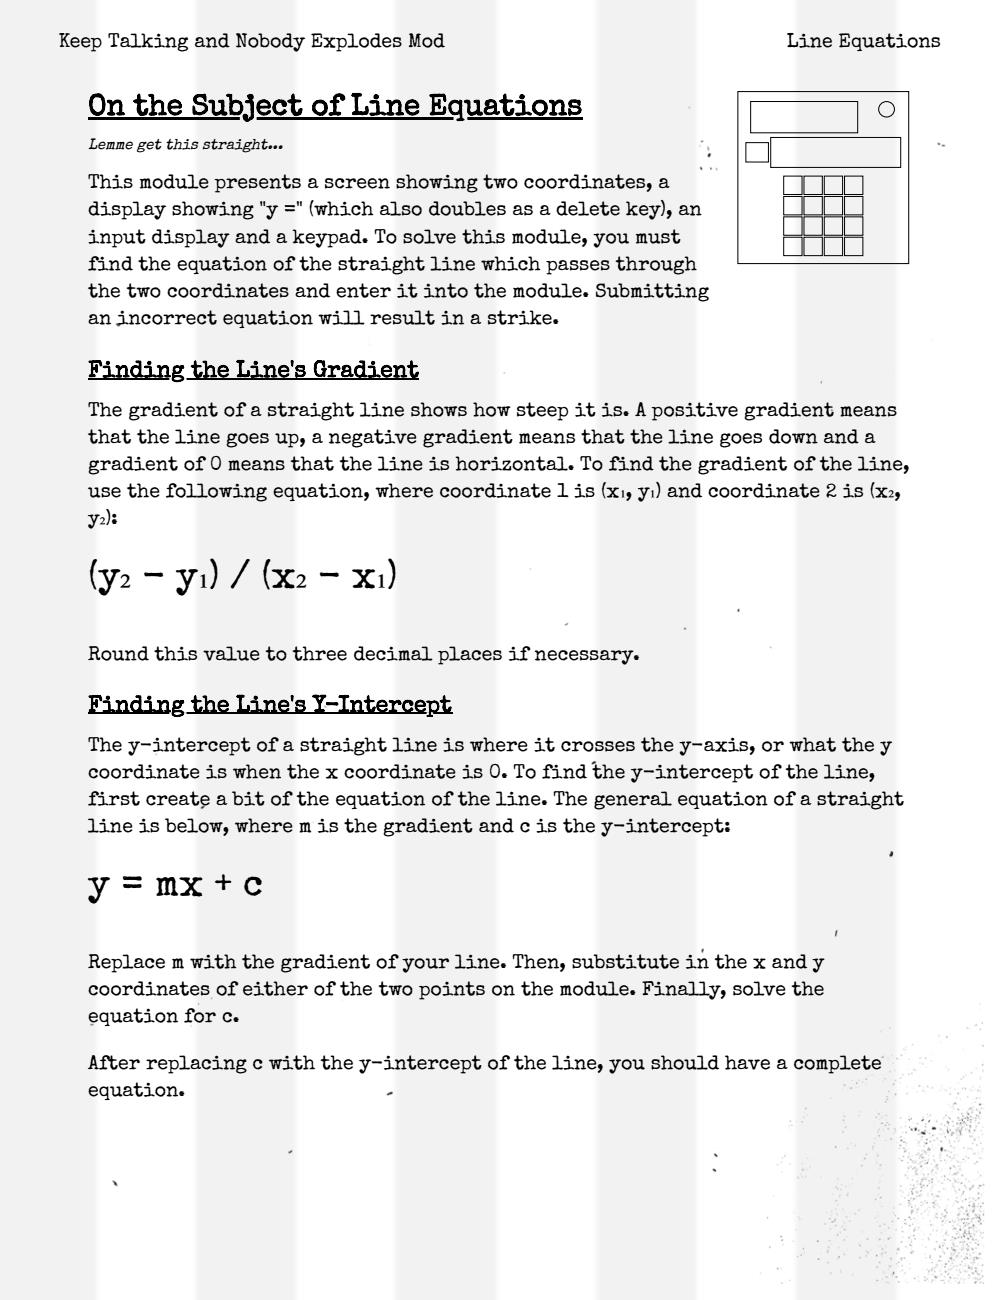 Keep Talking and Nobody Explodes Mod
Line Equations
On the Subject of Line Equations
Lemme get this straight...
This module presents a screen showing two coordinates, a
display showing "y =" (which also doubles as a delete key), an
input display and a keypad. To solve this module, you must
find the equation of the straight line which passes through
the two coordinates and enter it into the module. Submitting
an incorrect equation will result in a strike.
Finding the Line's Gradient
The gradient of a straight line shows how steep it is. A positive gradient means
that the line goes up, a negative gradient means that the line goes down and a
gradient of 0 means that the line is horizontal. To find the gradient of the line,
use the following equation, where coordinate 1 is (x₁, y₁) and coordinate 2 is (x₂,
y₂):
(y₂ – y₁) / (x₂ – x₁)
Round this value to three decimal places if necessary.
Finding the Line's Y-Intercept
The y-intercept of a straight line is where it crosses the y-axis, or what the y
coordinate is when the x coordinate is 0. To find the y-intercept of the line,
first create a bit of the equation of the line. The general equation of a straight
line is below, where m is the gradient and c is the y-intercept:
y = mx + c
Replace m with the gradient of your line. Then, substitute in the x and y
coordinates of either of the two points on the module. Finally, solve the
equation for c.
After replacing c with the y-intercept of the line, you should have a complete
equation.